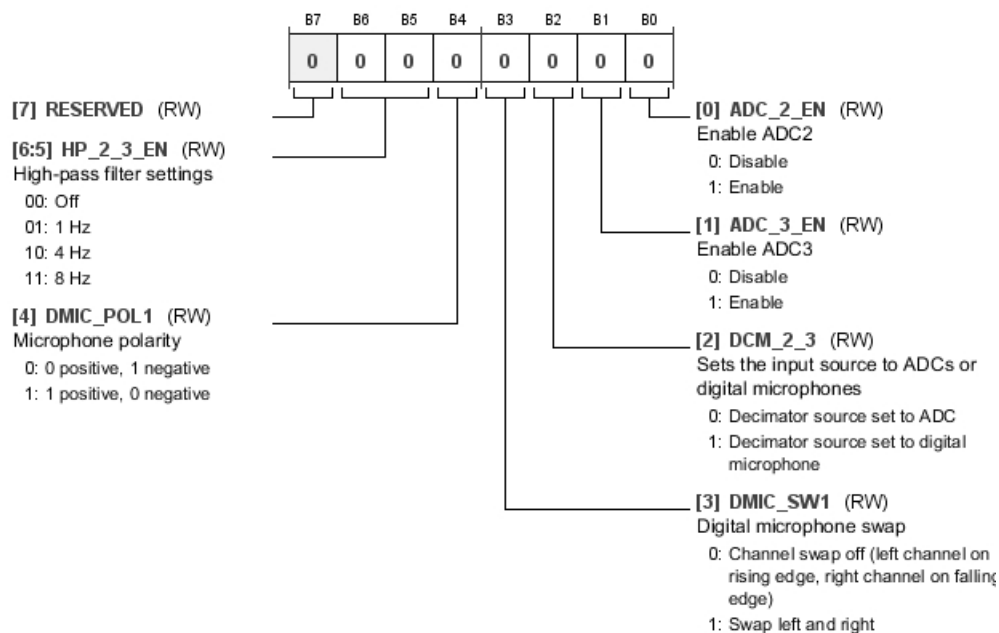 B7 B6 B5 B4 B3 B2 B1 B0
0 0 0 0 0 0 0 0
[7] RESERVED (RW)
[6:5] HP_2_3_EN (RW)
High-pass filter settings
00: Off
01: 1 Hz
10: 4 Hz
11: 8 Hz
[4] DMIC_POL1 (RW)
Microphone polarity
0: 0 positive, 1 negative
1: 1 positive, 0 negative
[0] ADC_2_EN (RW)
Enable ADC2
0: Disable
1: Enable
[1] ADC_3_EN (RW)
Enable ADC3
0: Disable
1: Enable
[2] DCM_2_3 (RW)
Sets the input source to ADCs or
digital microphones
0: Decimator source set to ADC
1: Decimator source set to digital
microphone
[3] DMIC_SW1 (RW)
Digital microphone swap
0: Channel swap off (left channel on
rising edge, right channel on falling
edge)
1: Swap left and right